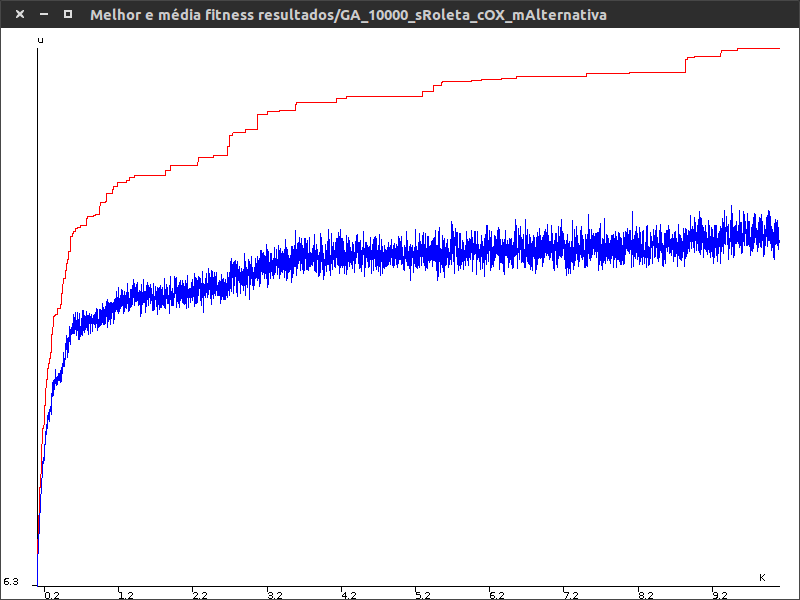 Melhor e média fitness resultados/GA_10000_sRoleta_cOX_mAlternativa
u
6.3
K
0.2 1.2 2.2 3.2 4.2 5.2 6.2 7.2 8.2 9.2